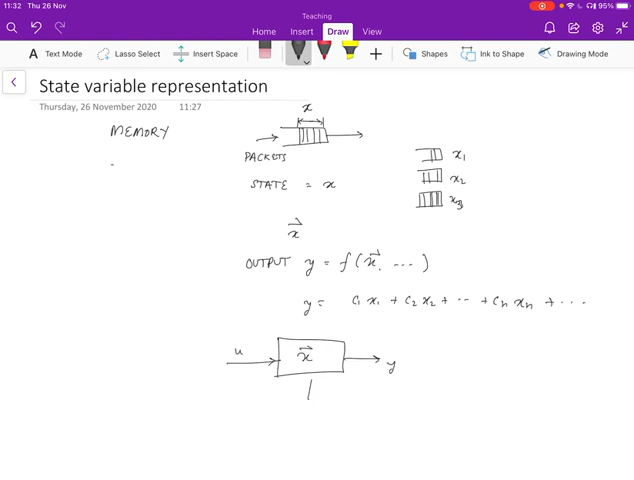 11:32 Thu 26 Nov
Teaching
95%
Home Insert Draw View
A Text Mode Lasso Select Insert Space Shapes Ink to Shape Drawing Mode
State variable representation
Thursday, 26 November 2020 11:27
x
MEMORY
PACKETS
x₁
STATE = x
x₂
x₃
x⃗
OUTPUT y = f(x⃗, ...)
y = C₁ x₁ + C₂ x₂ + ... + Cₙ xₙ + ...
u x⃗ y